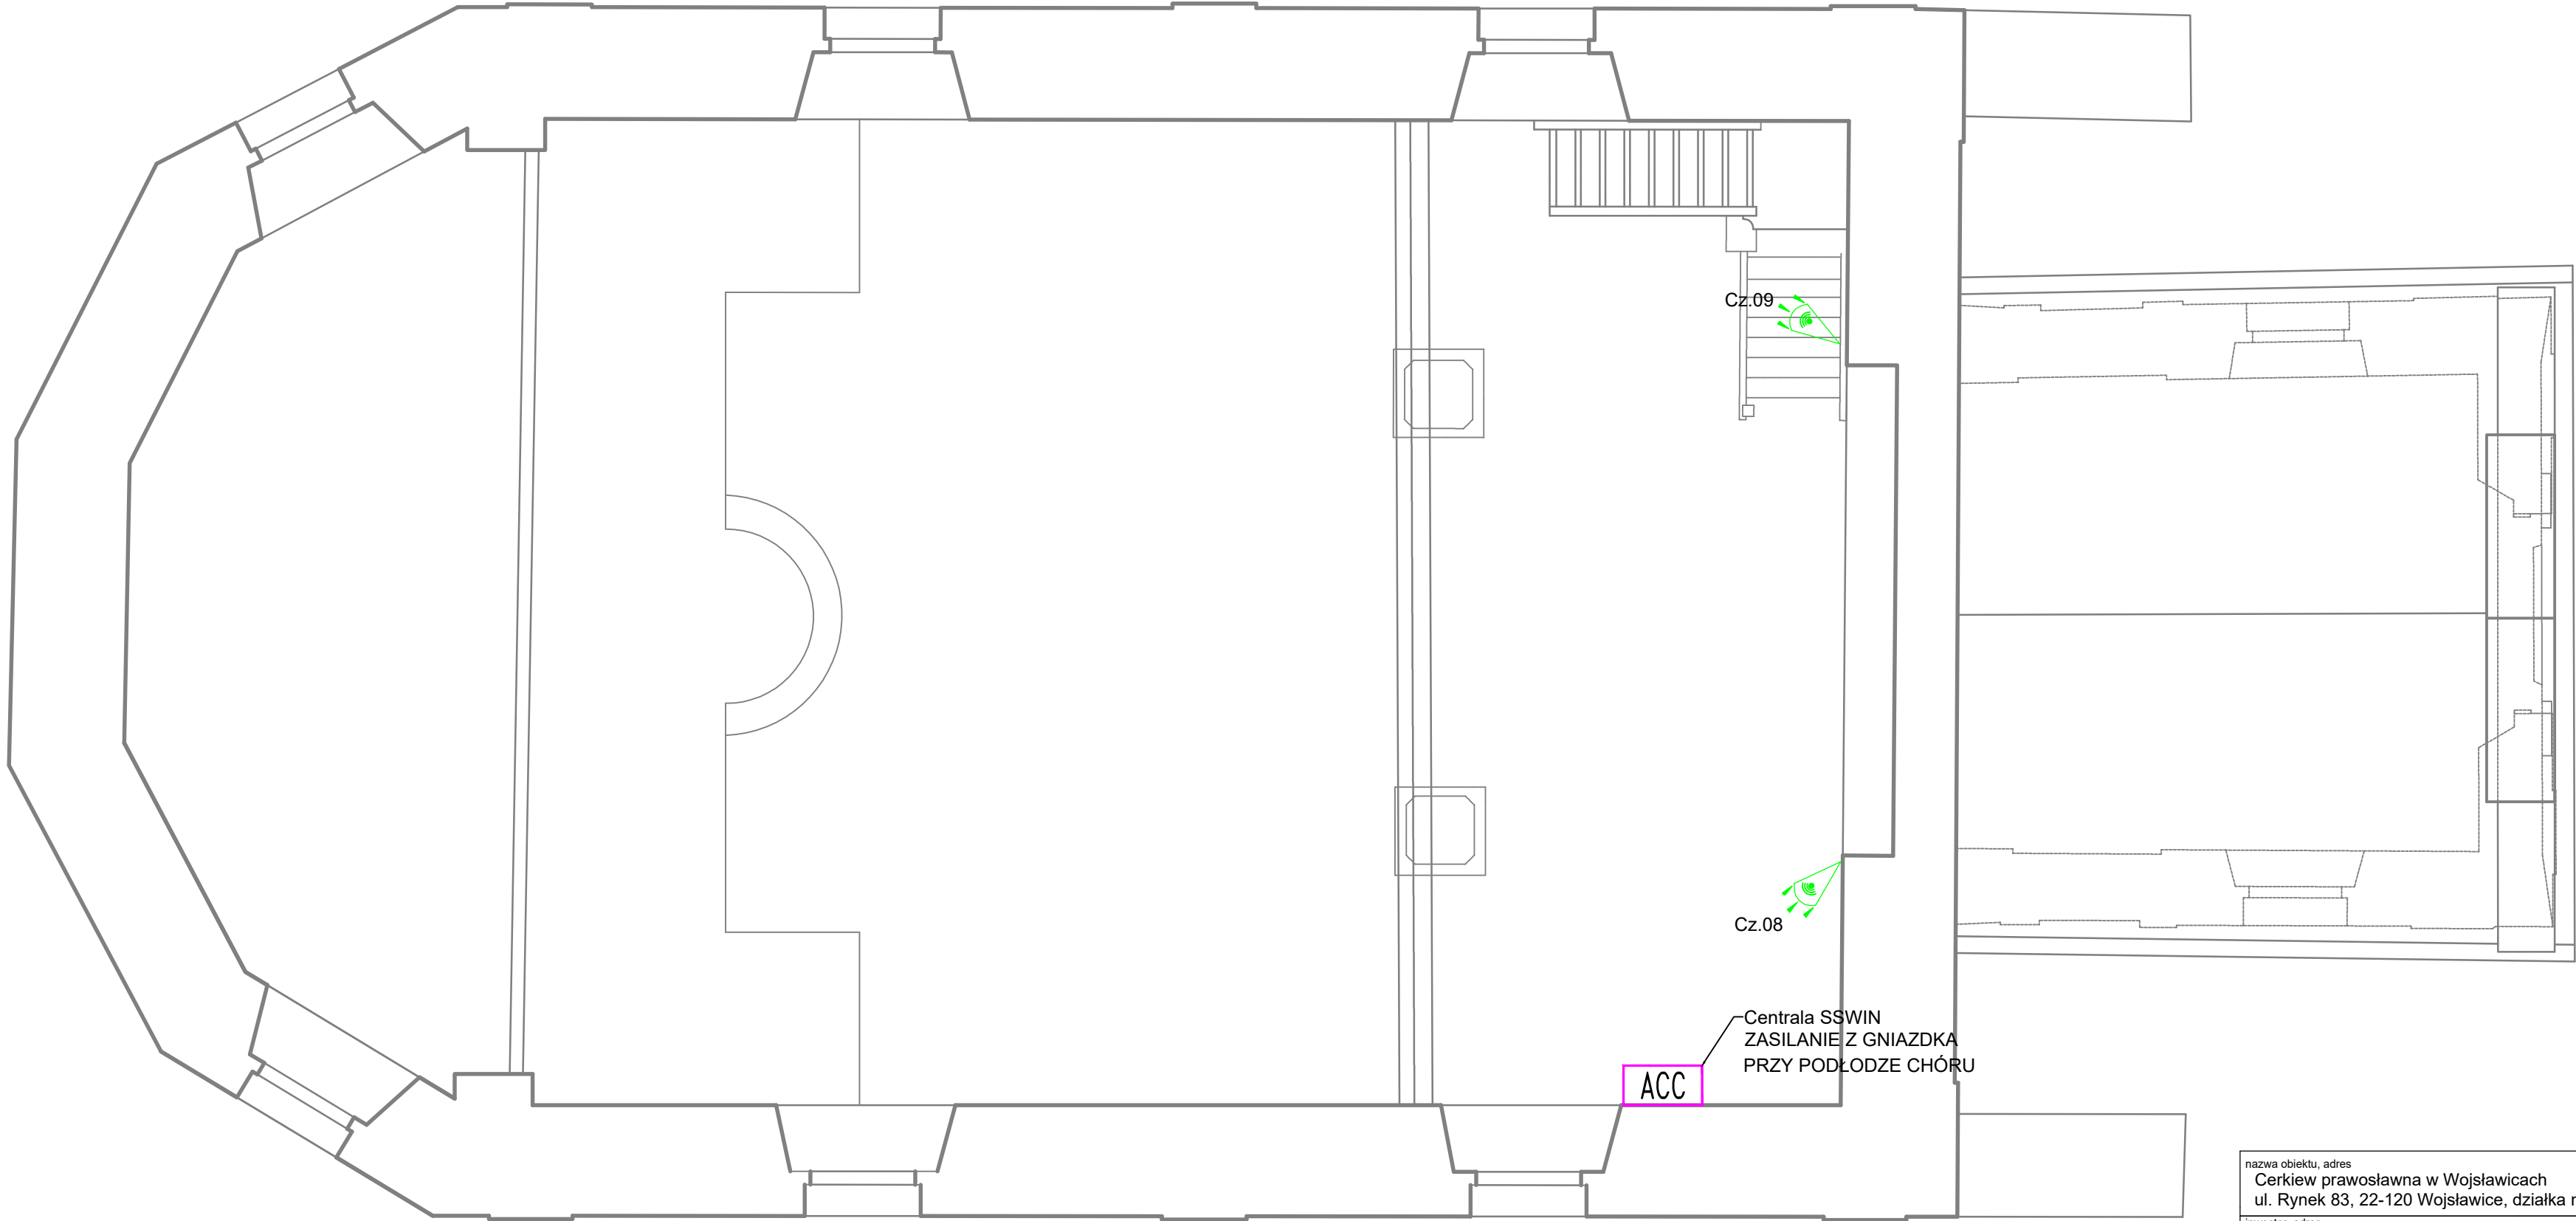 Cz.09
Cz.08
Centrala SSWIN
ZASILANIE Z GNIAZDKA
PRZY PODŁODZE CHÓRU
ACC
nazwa obiektu, adres
Cerkiew prawosławna w Wojsławicach
ul. Rynek 83, 22-120 Wojsławice, działka